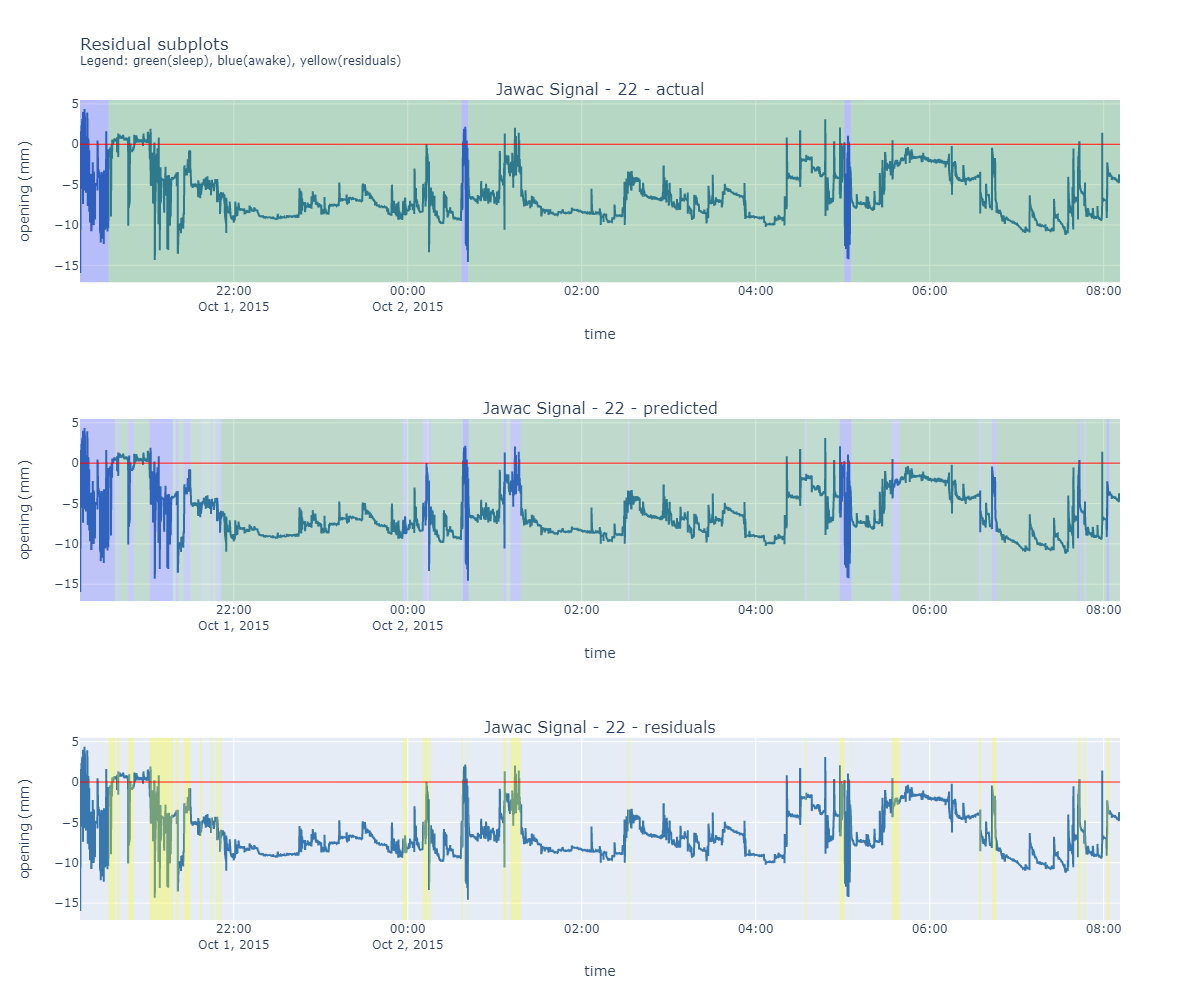 Residual subplots
Legend: green(sleep), blue(awake), yellow(residuals)
Jawac Signal - 22 - actual
5
0
−5
−10
−15
opening (mm)
22:00
Oct 1, 2015
00:00
Oct 2, 2015
02:00
04:00
06:00
08:00
time
Jawac Signal - 22 - predicted
5
0
−5
−10
−15
opening (mm)
22:00
Oct 1, 2015
00:00
Oct 2, 2015
02:00
04:00
06:00
08:00
time
Jawac Signal - 22 - residuals
5
0
−5
−10
−15
opening (mm)
22:00
Oct 1, 2015
00:00
Oct 2, 2015
02:00
04:00
06:00
08:00
time